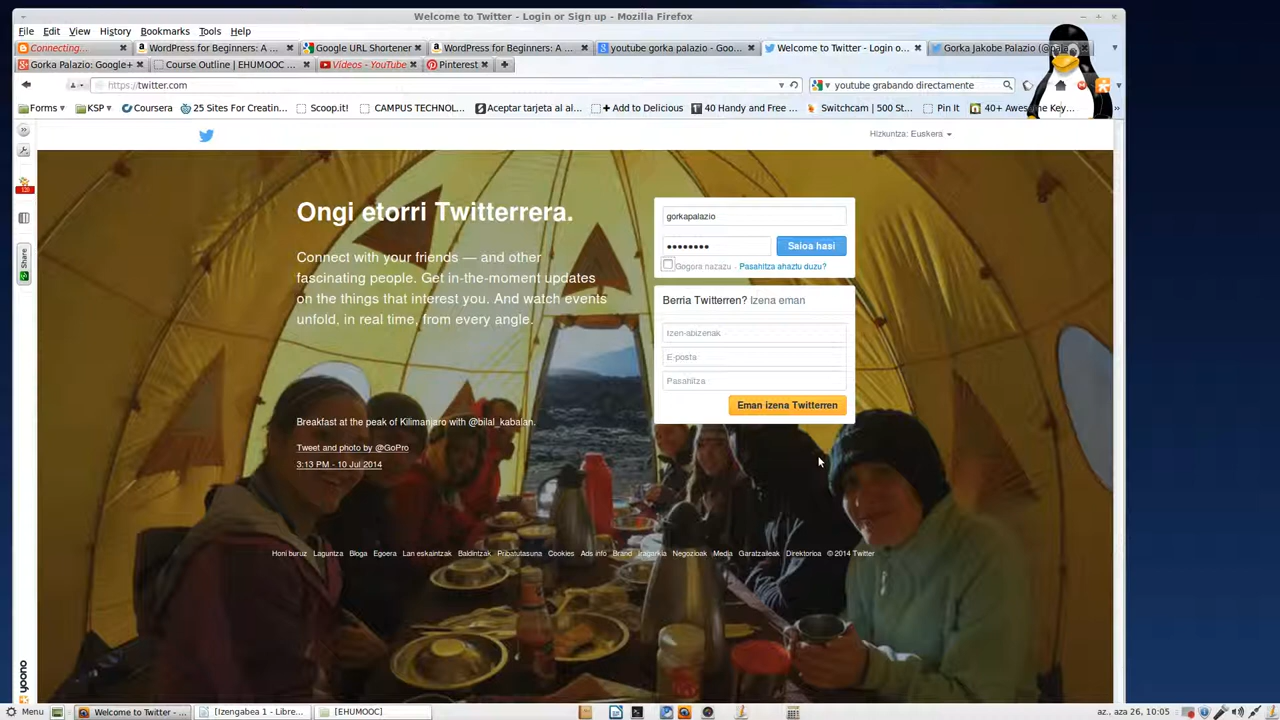 Welcome to Twitter - Login or Sign up - Mozilla Firefox
File Edit View History Bookmarks Tools Help
Connecting... WordPress for Beginners: A ... Google URL Shortener WordPress for Beginners: A ... youtube gorka palazio - Goo... Welcome to Twitter - Login o... Gorka Jakobe Palazio
Gorka Palazio: Google+ Course Outline | EHUMOOC ... Videos - YouTube Pinterest
https://twitter.com youtube grabando directamente
Forms KSP Coursera 25 Sites For Creatin... Scoop.it! CAMPUS TECHNOL... Aceptar tarjeta al al... + Add to Delicious 40 Handy and Free ... Switchcam | 500 St... Pin It 40+ Awesome Key...
Hizkuntza: Euskera
Share
yoono
Ongi etorri Twitterrera.
Connect with your friends — and other
fascinating people. Get in-the-moment updates
on the things that interest you. And watch events
unfold, in real time, from every angle.
gorkapalazio
Saioa hasi
Gogora nazazu - Pasahitza ahaztu duzu?
Berria Twitterren? Izena eman
Izen-abizenak
E-posta
Pasahitza
Eman izena Twitterren
Breakfast at the peak of Kilimanjaro with @bilal_kabalan.
Tweet and photo by @GoPro
3:13 PM - 10 Jul 2014
Honi buruz Laguntza Bloga Egoera Lan eskaintzak Baldintzak Pribatutasuna Cookies Ads info Brand Iragarkia Negozioak Media Garatzaileak Direktorioa © 2014 Twitter
Menu Welcome to Twitter - ... [Izengabea 1 - Libre... [EHUMOOC] az., aza 26, 10:05